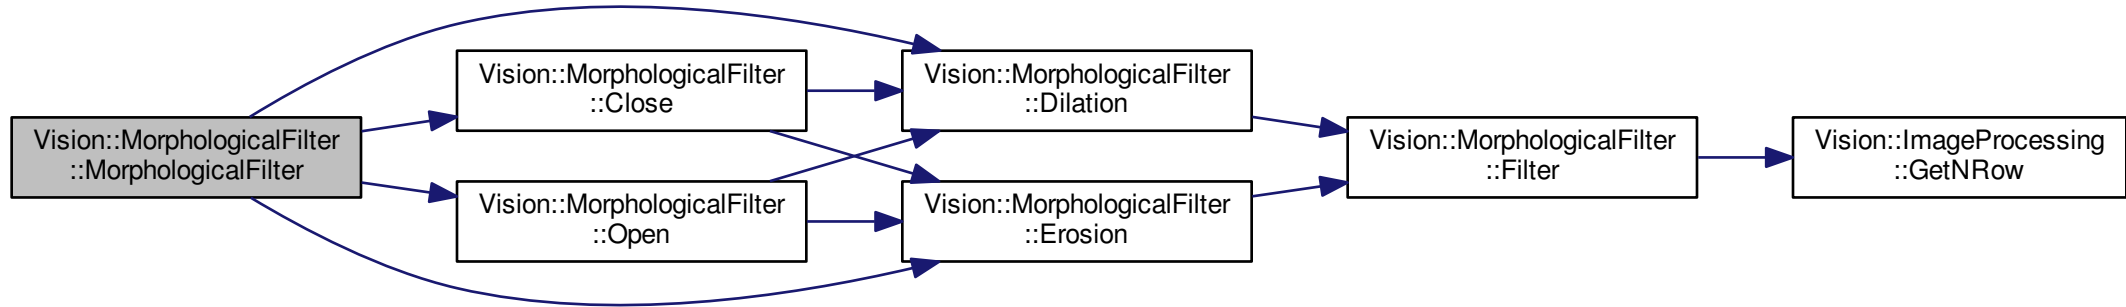 Vision::MorphologicalFilter
::MorphologicalFilter
Vision::MorphologicalFilter
::Close
Vision::MorphologicalFilter
::Open
Vision::MorphologicalFilter
::Dilation
Vision::MorphologicalFilter
::Erosion
Vision::MorphologicalFilter
::Filter
Vision::ImageProcessing
::GetNRow